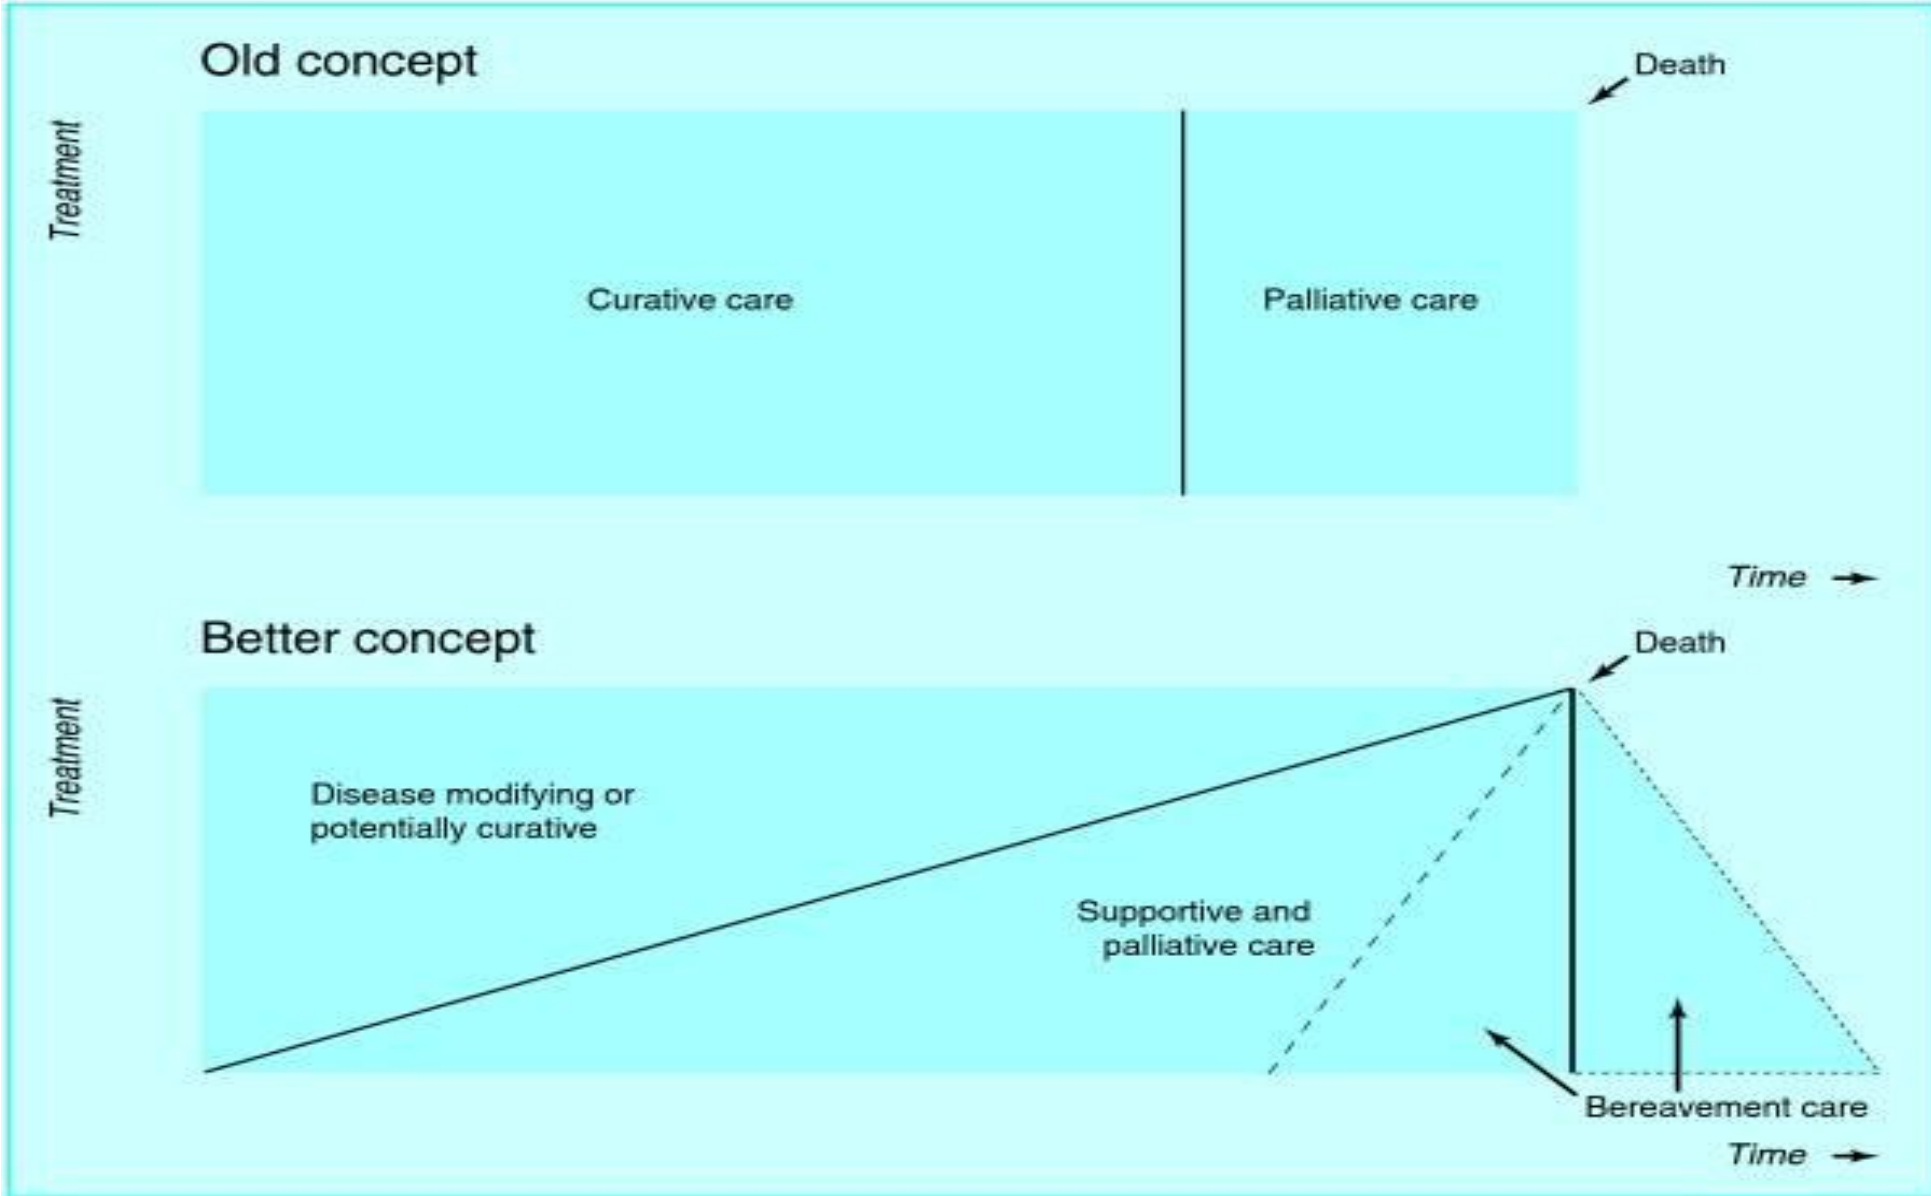 Old concept
Death
Treatment
Curative care
Palliative care
Time
Better concept
Death
Treatment
Disease modifying or
potentially curative
Supportive and
palliative care
Bereavement care
Time